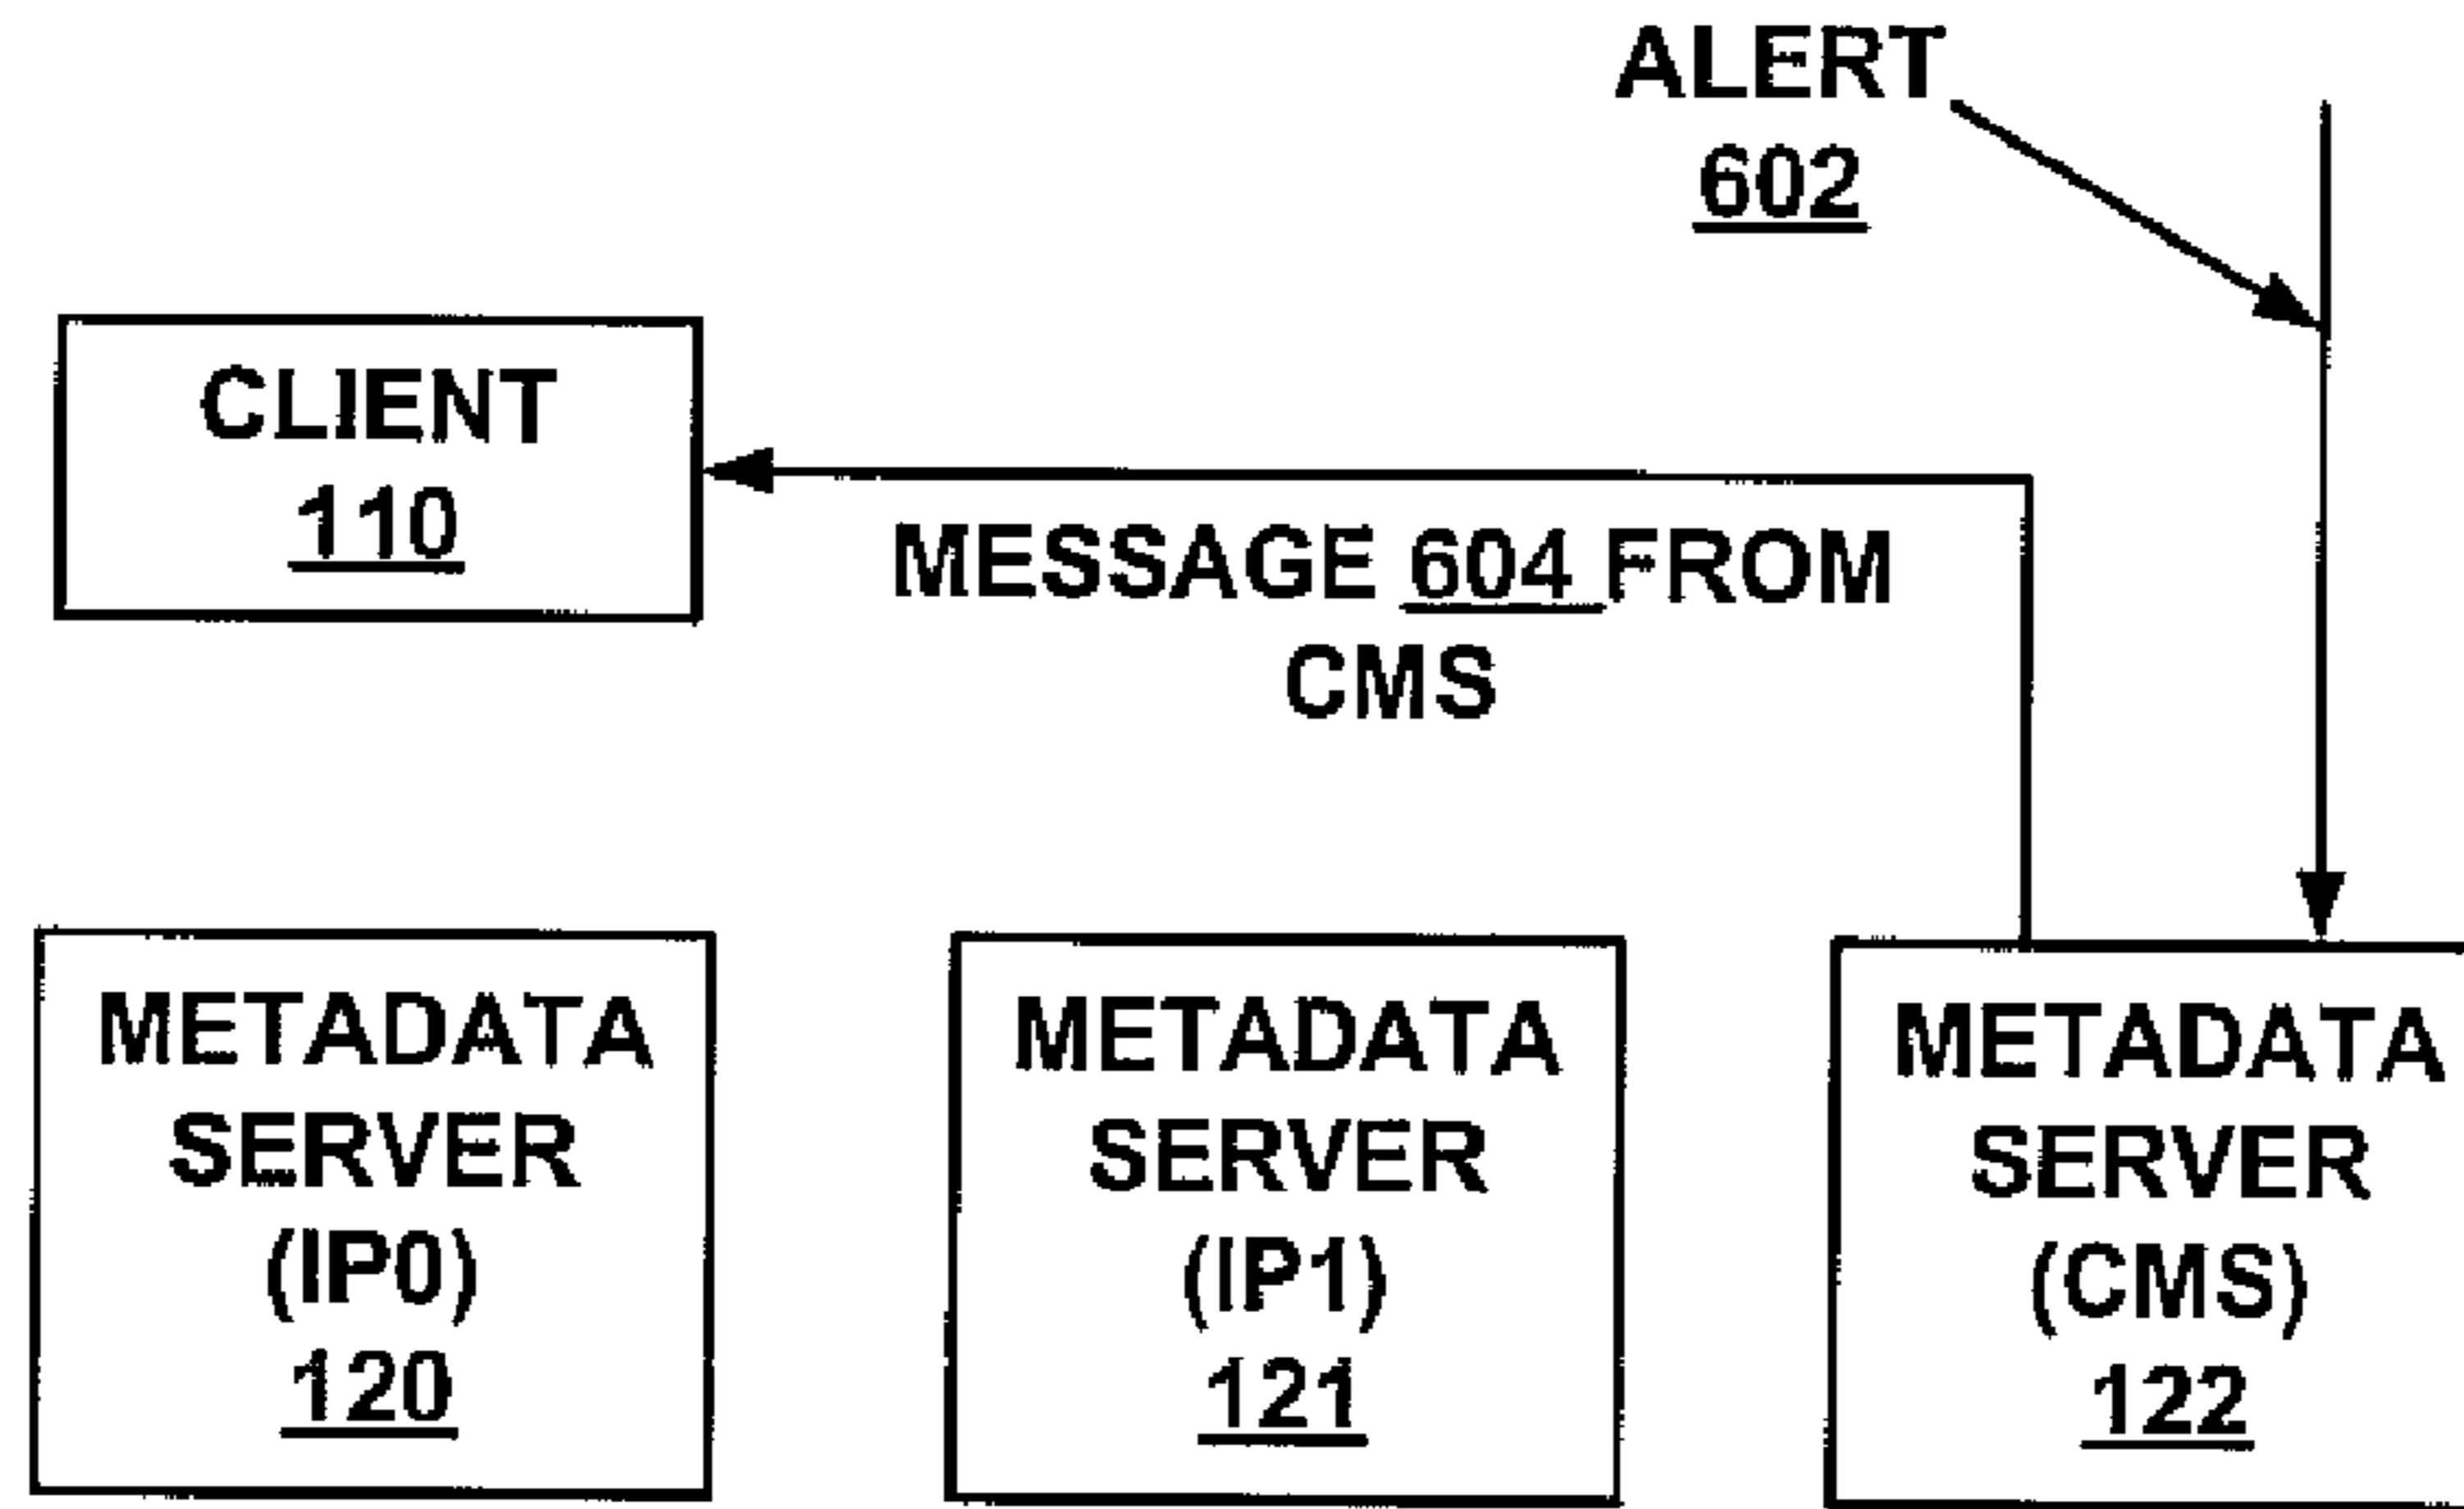 ALERT
602
CLIENT
110
MESSAGE 604 FROM
CMS
METADATA
SERVER
(IP0)
120
METADATA
SERVER
(IP1)
121
METADATA
SERVER
(CMS)
122